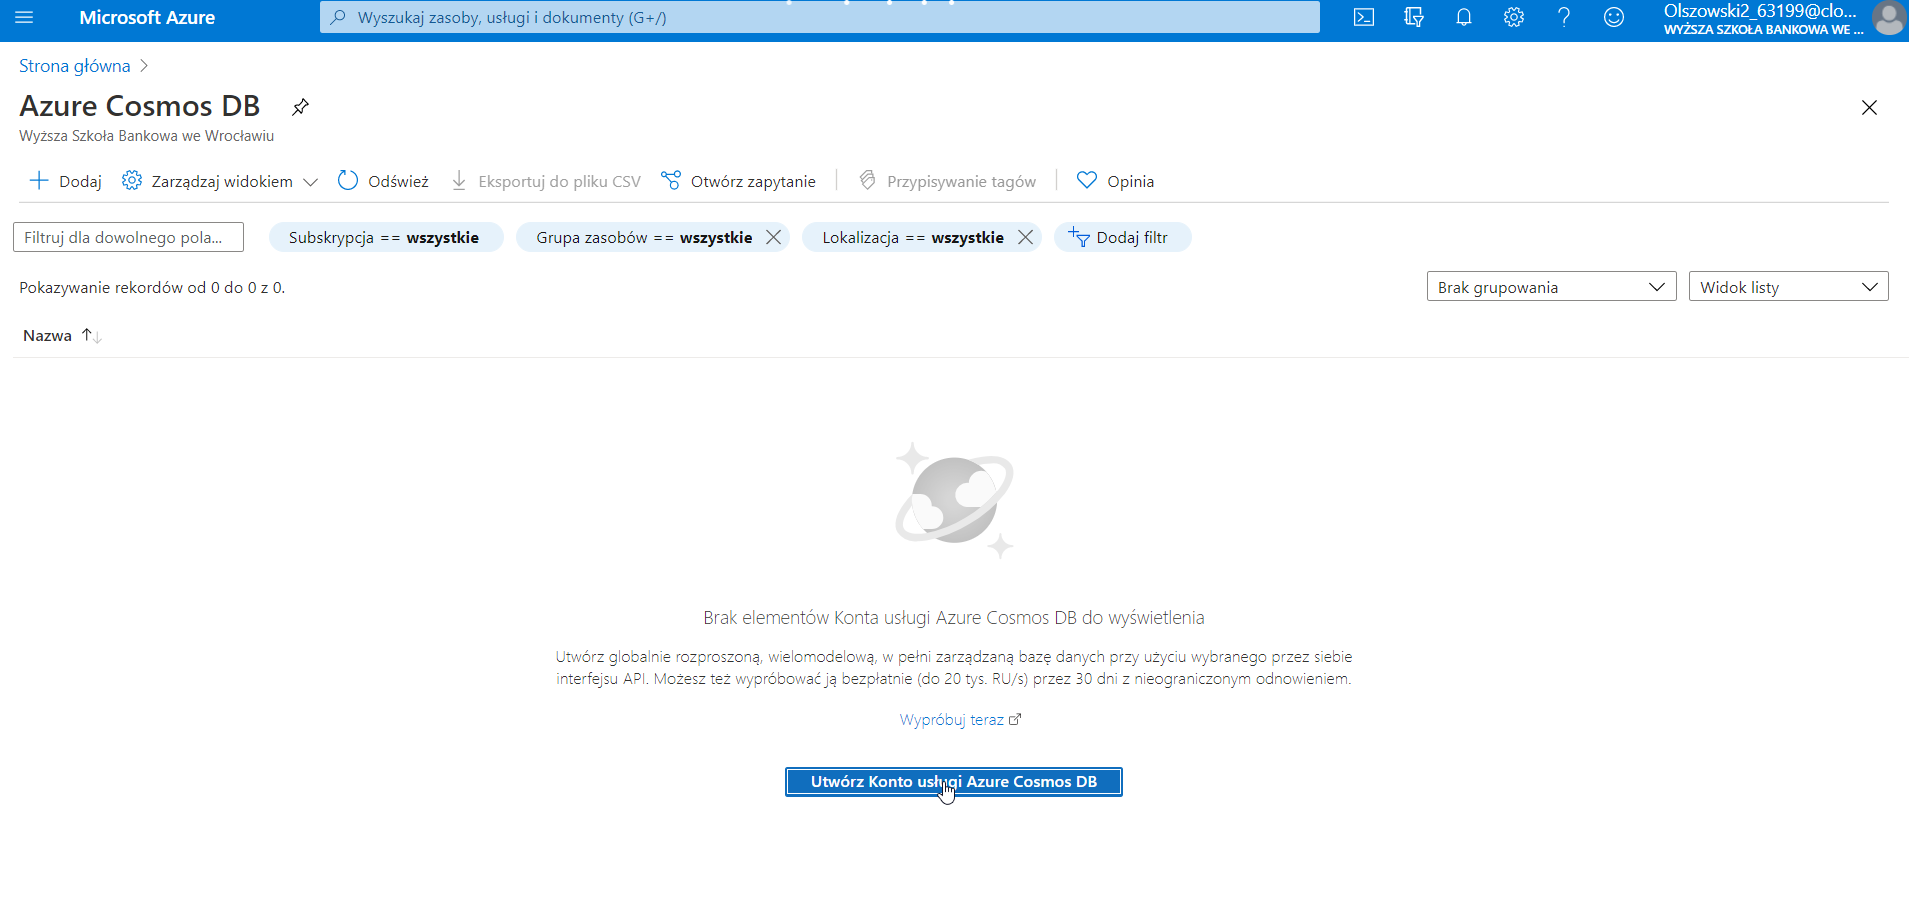 Microsoft Azure
Wyszukaj zasoby, usługi i dokumenty (G+/)
Olszowski2_63199@clo...
WYŻSZA SZKOŁA BANKOWA WE ...
Strona główna
Azure Cosmos DB
Wyższa Szkoła Bankowa we Wrocławiu
Dodaj Zarządzaj widokiem Odśwież Eksportuj do pliku CSV Otwórz zapytanie Przypisywanie tagów Opinia
Filtruj dla dowolnego pola... Subskrypcja == wszystkie Grupa zasobów == wszystkie Lokalizacja == wszystkie Dodaj filtr
Pokazywanie rekordów od 0 do 0 z 0. Brak grupowania Widok listy
Nazwa
Brak elementów Konta usługi Azure Cosmos DB do wyświetlenia
Utwórz globalnie rozproszoną, wielomodelową, w pełni zarządzaną bazę danych przy użyciu wybranego przez siebie
interfejsu API. Możesz też wypróbować ją bezpłatnie (do 20 tys. RU/s) przez 30 dni z nieograniczonym odnowieniem.
Wypróbuj teraz
Utwórz Konto usługi Azure Cosmos DB